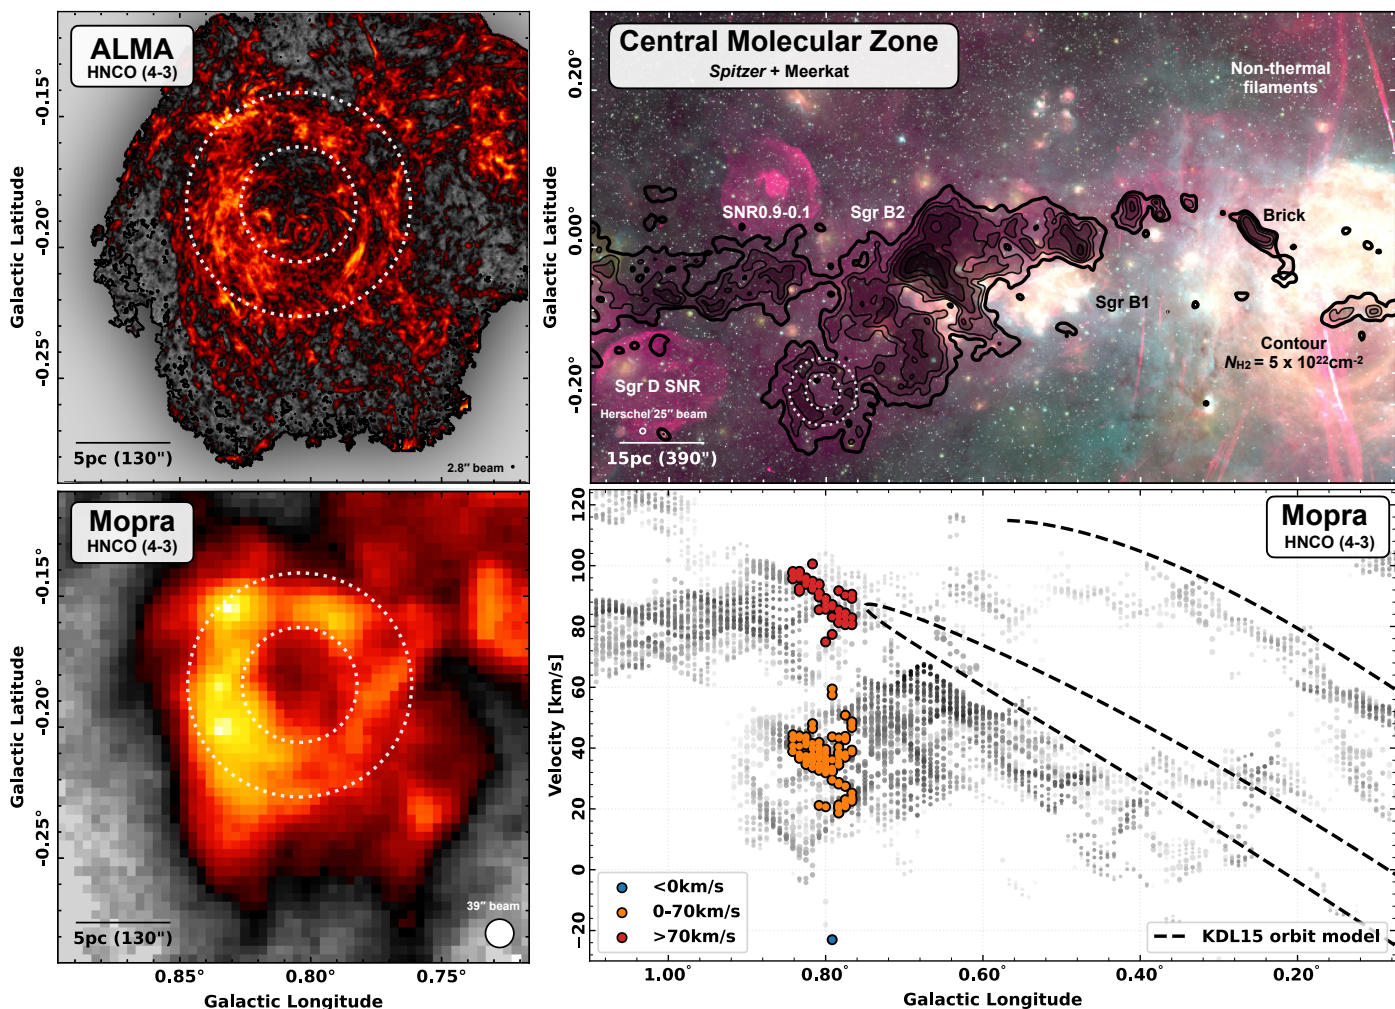 ALMA
HNCO (4-3)
-0.15°
-0.20°
-0.25°
Galactic Latitude
5pc (130")
2.8″ beam
Central Molecular Zone
Spitzer + Meerkat
0.20°
0.00°
-0.20°
Galactic Latitude
Non-thermal
filaments
SNR0.9-0.1
Sgr B2
Brick
Sgr B1
Contour
NH2 = 5 x 10²²cm⁻²
Sgr D SNR
Herschel 25″ beam
15pc (390")
Mopra
HNCO (4-3)
-0.15°
-0.20°
-0.25°
Galactic Latitude
5pc (130")
39″ beam
0.85°
0.80°
0.75°
Galactic Longitude
Mopra
HNCO (4-3)
120
100
80
60
40
20
0
−20
Velocity [km/s]
<0km/s
0-70km/s
>70km/s
KDL15 orbit model
1.00°
0.80°
0.60°
0.40°
0.20°
Galactic Longitude